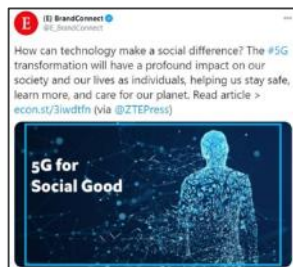 E
(E) BrandConnect
@E_BrandConnect
How can technology make a social difference? The #5G
transformation will have a profound impact on our
society and our lives as individuals, helping us stay safe,
learn more, and care for our planet. Read article >
econ.st/3iwdtfn (via @ZTEPress)
5G for
Social Good